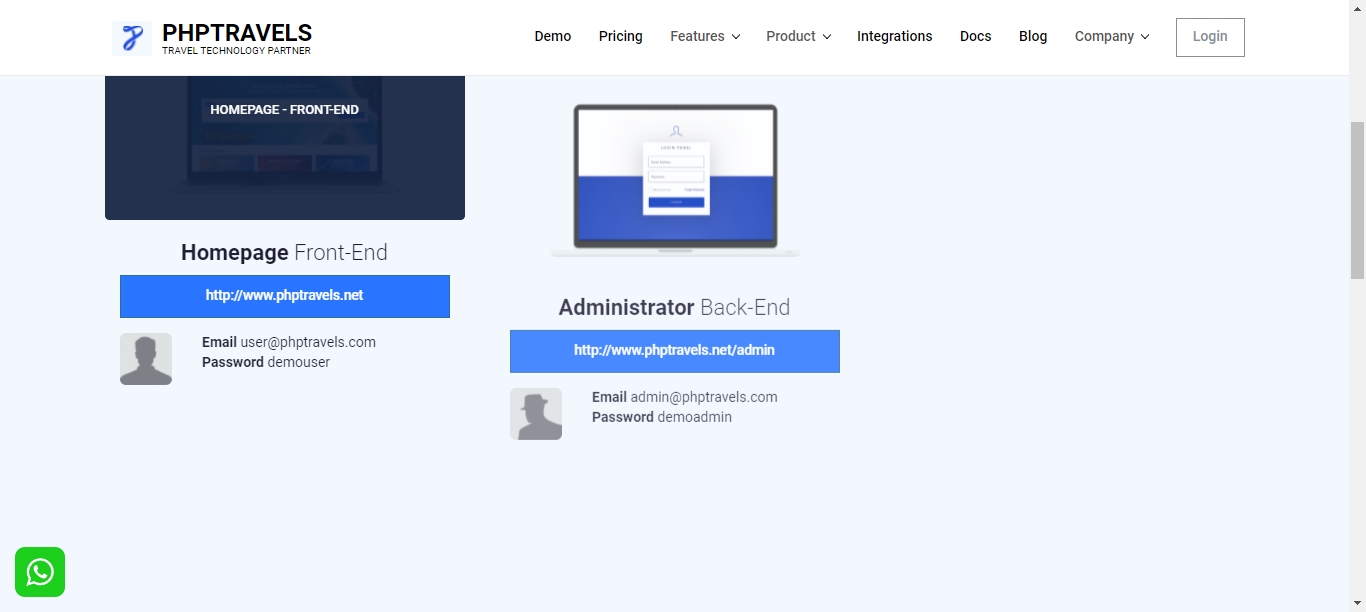 PHPTRAVELS
TRAVEL TECHNOLOGY PARTNER
Demo Pricing Features Product Integrations Docs Blog Company Login
HOMEPAGE - FRONT-END
Homepage Front-End
http://www.phptravels.net
Email user@phptravels.com
Password demouser
LOGIN PANEL
Administrator Back-End
http://www.phptravels.net/admin
Email admin@phptravels.com
Password demoadmin